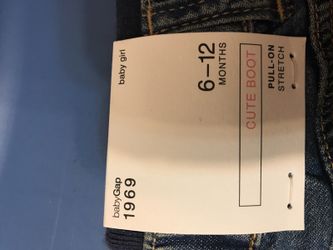 babyGap
1969
baby girl
6–12
MONTHS
CUTE BOOT
PULL-ON
STRETCH